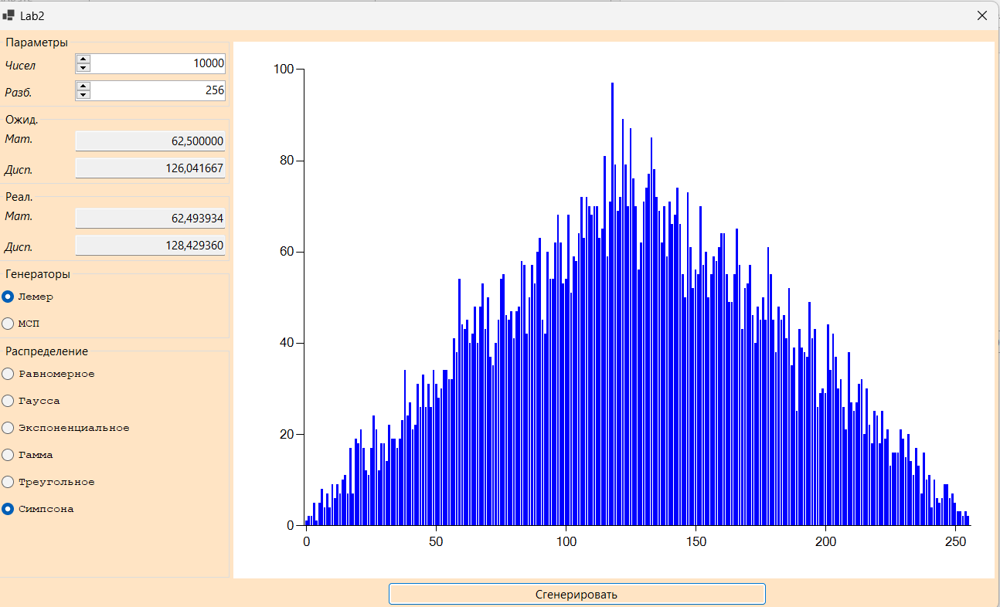 Lab2
Параметры
Чисел 10000
Разб. 256
Ожид.
Мат. 62,500000
Дисп. 126,041667
Реал.
Мат. 62,493934
Дисп. 128,429360
Генераторы
Лемер
МСП
Распределение
Равномерное
Гаусса
Экспоненциальное
Гамма
Треугольное
Симпсона
100
80
60
40
20
0
0 50 100 150 200 250
Сгенерировать